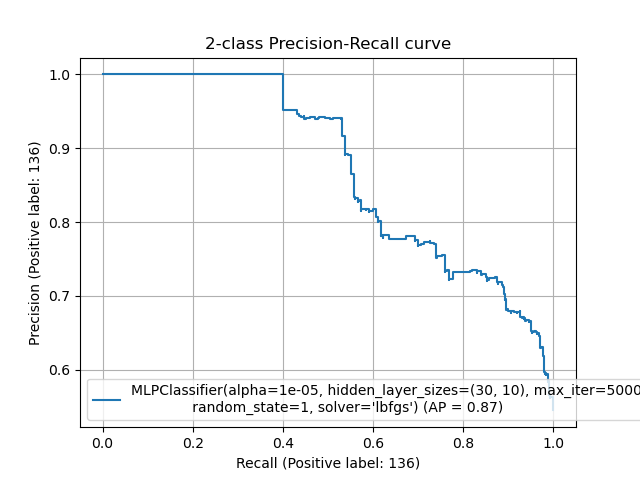 2-class Precision-Recall curve
Precision (Positive label: 136)
1.0
0.9
0.8
0.7
0.6
MLPClassifier(alpha=1e-05, hidden_layer_sizes=(30, 10), max_iter=5000
random_state=1, solver='lbfgs') (AP = 0.87)
0.0 0.2 0.4 0.6 0.8 1.0
Recall (Positive label: 136)